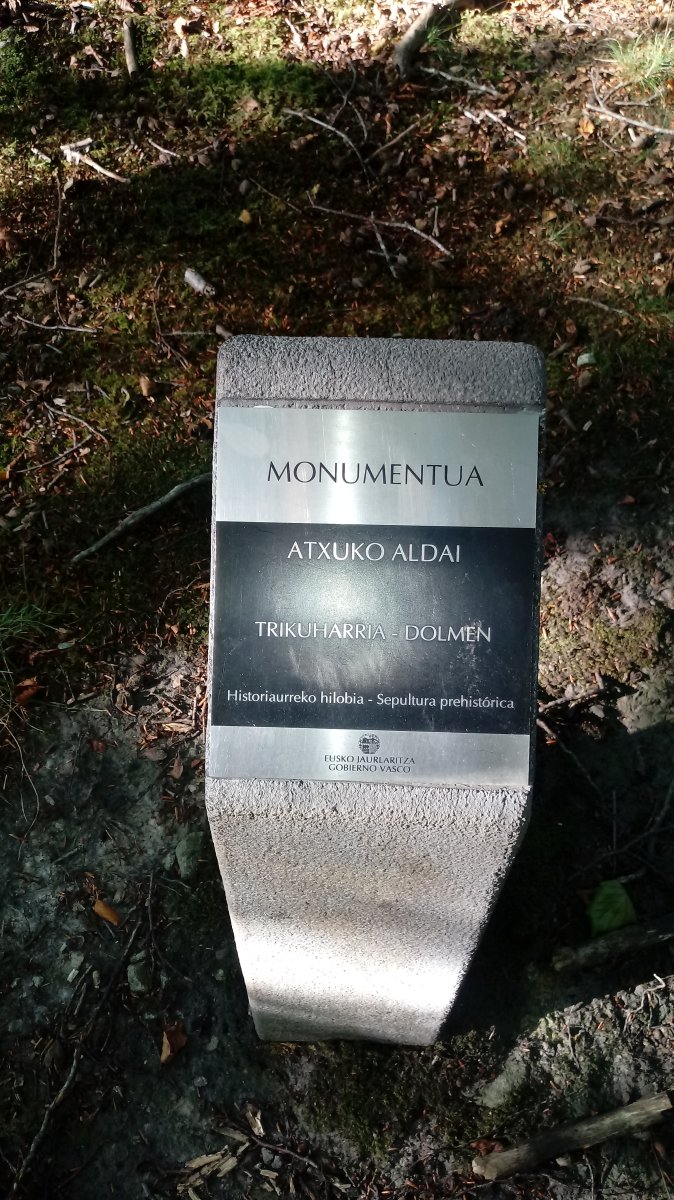 MONUMENTUA
ATXUKO ALDAI
TRIKUHARRIA - DOLMEN
Historiaurreko hilobia - Sepultura prehistórica
EUSKO JAURLARITZA
GOBIERNO VASCO